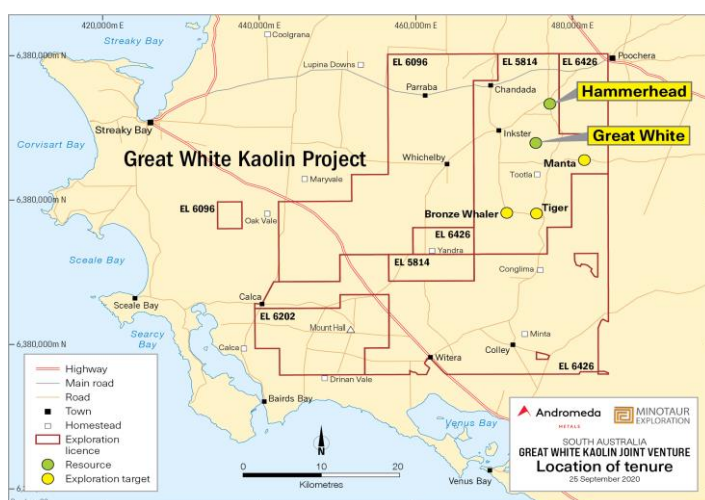 420,000m E
440,000m E
460,000m E
480,000m E
6,380,000m N
6,380,000m N
6,380,000m N
Streaky Bay
Coolgrana
Lupina Downs
EL 6096
EL 5814
EL 6426
Poochera
Parraba
Chandada
Hammerhead
Streaky Bay
Corvisart Bay
Inkster
Great White
Great White Kaolin Project
Whichelby
Manta
Maryvale
Tootla
EL 6096
Oak Vale
Bronze Whaler
Tiger
EL 6426
Yandra
Sceale Bay
EL 5814
Conglima
Sceale Bay
Calca
EL 6202
Searcy
Bay
Mount Hall
Calca
Minta
Colley
Witera
EL 6426
Drinan Vale
Bairds Bay
Venus Bay
Venus Bay
Highway
Main road
Road
Town
Homestead
Exploration
licence
Resource
Exploration target
N
0
10
20
Kilometres
Andromeda
METALS
MINOTAUR
EXPLORATION
SOUTH AUSTRALIA
GREAT WHITE KAOLIN JOINT VENTURE
Location of tenure
25 September 2020